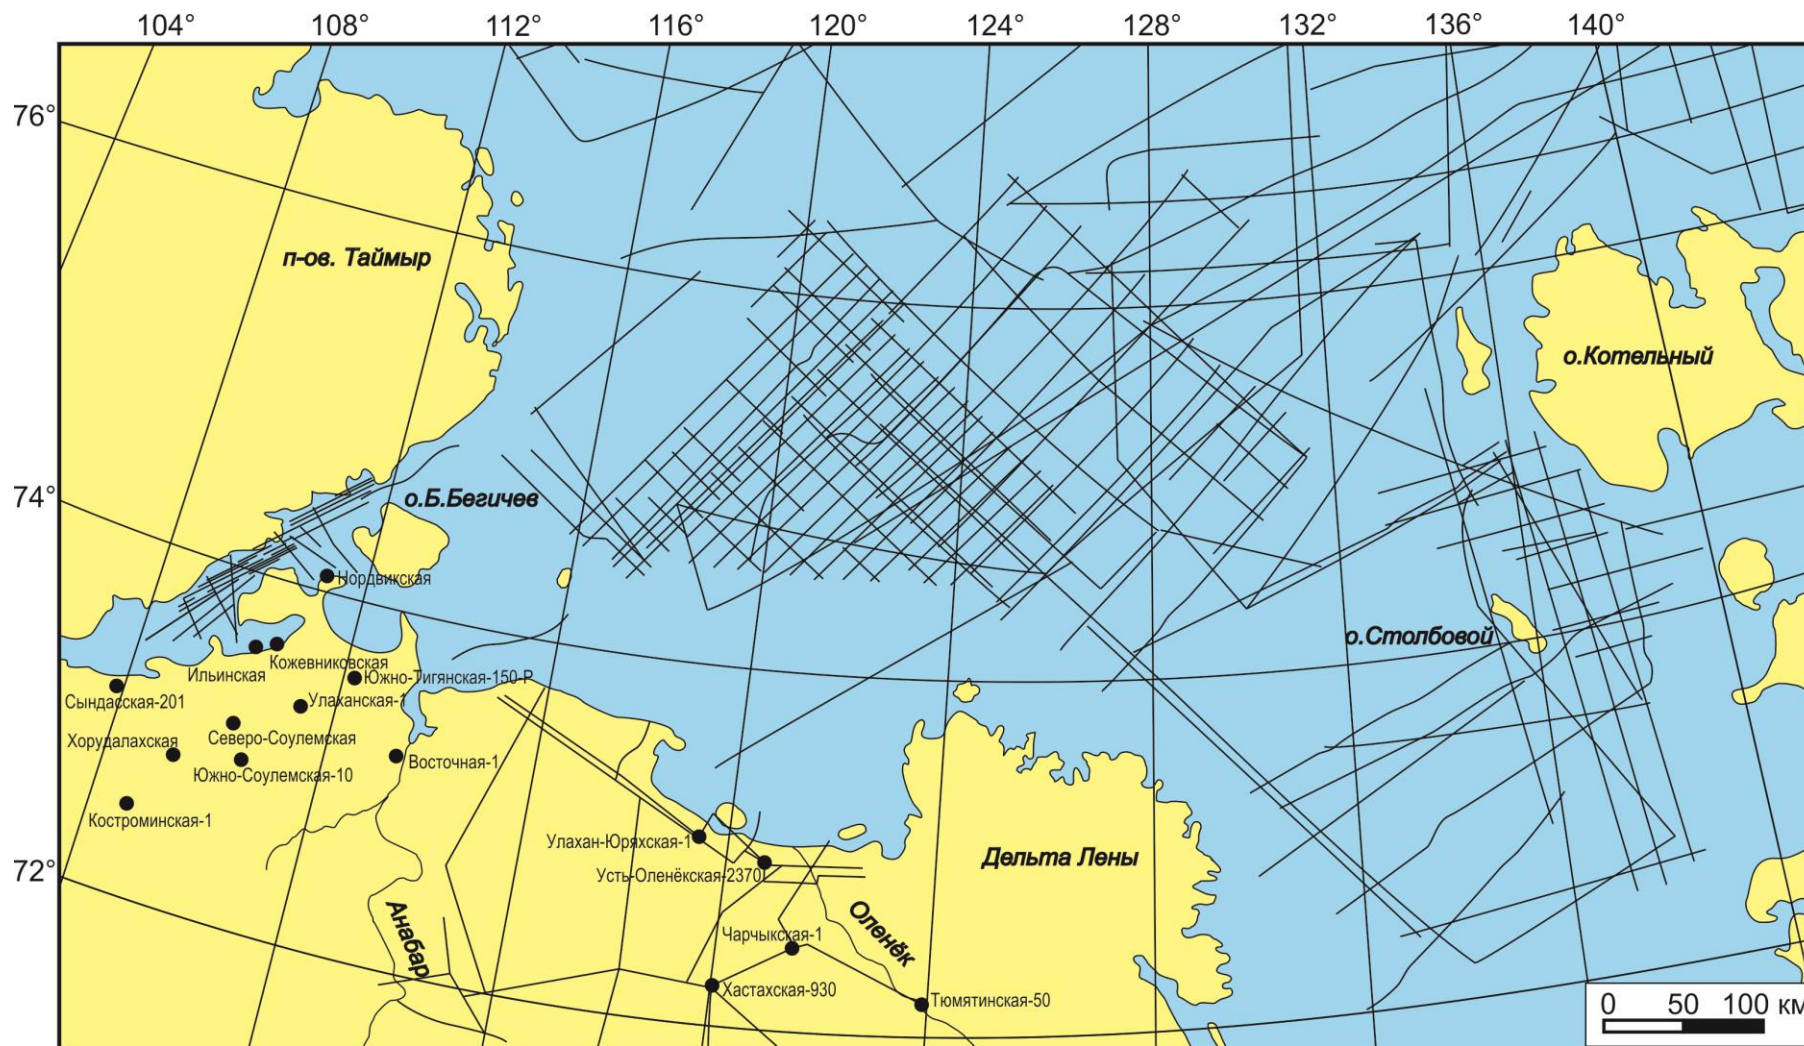 104° 108° 112° 116° 120° 124° 128° 132° 136° 140°
76°
п-ов. Таймыр
о.Котельный
74°
о.Б.Бегичев
Нордвикская
о.Столбовой
Кожевниковская
Ильинская
Южно-Тигянская-150-Р
Сындасская-201
Улаханская-1
Северо-Соулемская
Хорудалахская
Восточная-1
Южно-Соулемская-10
Костроминская-1
Улахан-Юряхская-1
72°
Дельта Лены
Усть-Оленёкская-2370
Анабар
Оленёк
Чарчыкская-1
Хастахская-930
Тюмятинская-50
0 50 100 км